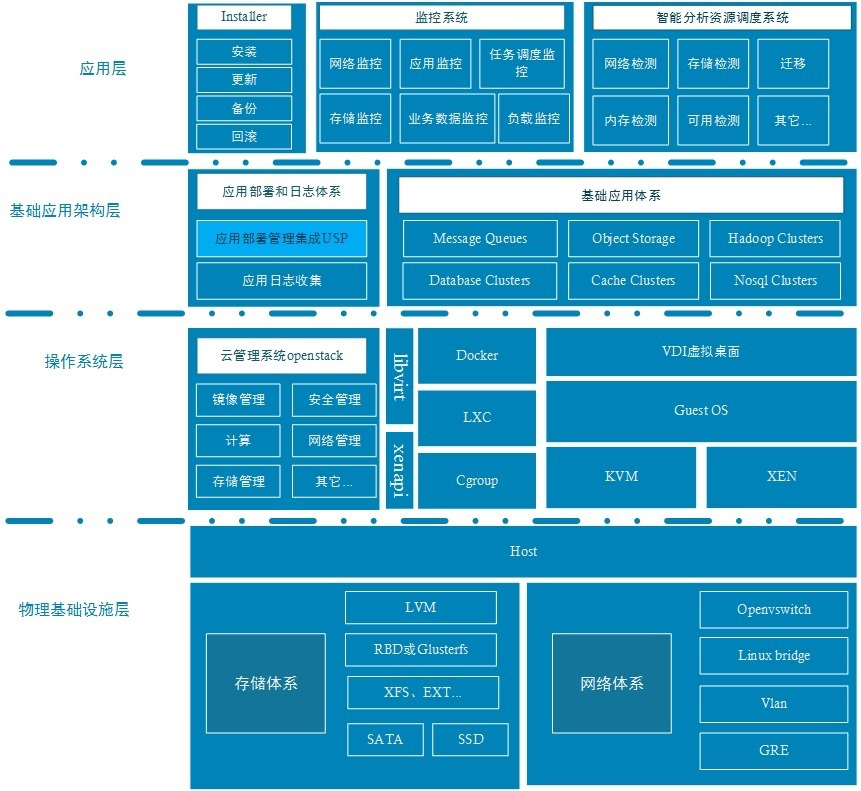 应用层
Installer
安装
更新
备份
回滚
监控系统
网络监控
应用监控
任务调度监
控
存储监控
业务数据监控
负载监控
智能分析资源调度系统
网络检测
存储检测
迁移
内存检测
可用检测
其它...
基础应用架构层
应用部署和日志体系
应用部署管理集成USP
应用日志收集
基础应用体系
Message Queues
Object Storage
Hadoop Clusters
Database Clusters
Cache Clusters
Nosql Clusters
操作系统层
云管理系统openstack
镜像管理
安全管理
计算
网络管理
存储管理
其它...
libvirt
xenapi
Docker
LXC
Cgroup
VDI虚拟桌面
Guest OS
KVM
XEN
物理基础设施层
Host
存储体系
LVM
RBD或Glusterfs
XFS、EXT...
SATA
SSD
网络体系
Openvswitch
Linux bridge
Vlan
GRE